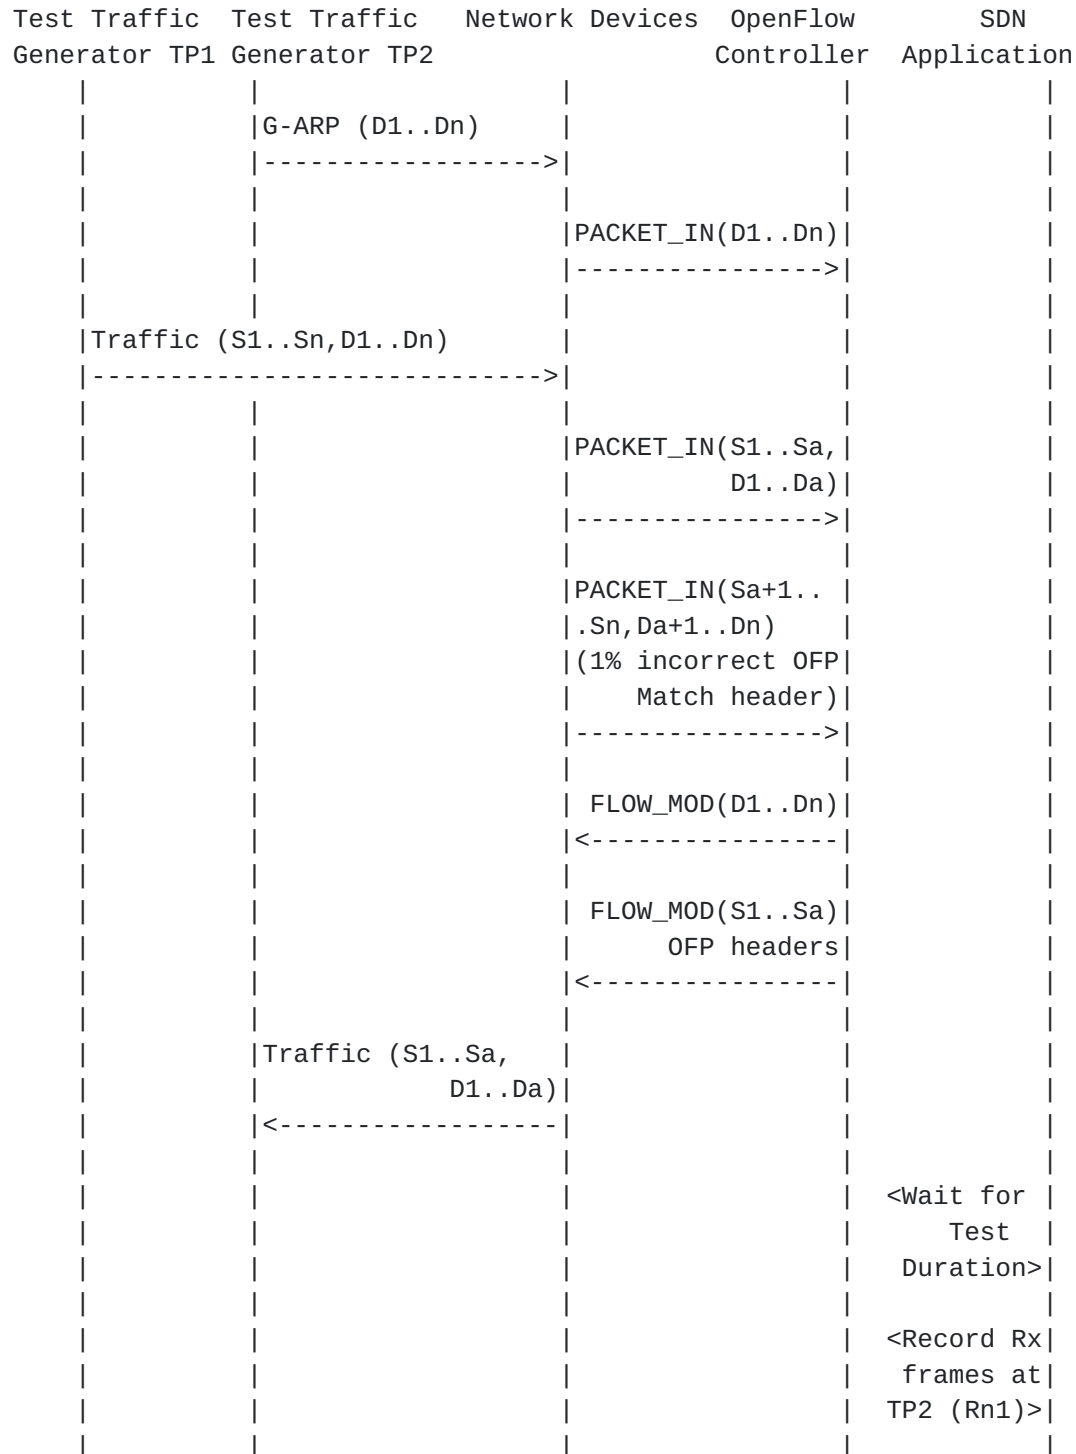 Test Traffic  Test Traffic   Network Devices  OpenFlow        SDN
Generator TP1 Generator TP2                  Controller  Application
    |          |                   |                 |            |
    |          |G-ARP (D1..Dn)     |                 |            |
    |          |------------------>|                 |            |
    |          |                   |                 |            |
    |          |                   |PACKET_IN(D1..Dn)|            |
    |          |                   |---------------->|            |
    |          |                   |                 |            |
    |Traffic (S1..Sn,D1..Dn)       |                 |            |
    |----------------------------->|                 |            |
    |          |                   |                 |            |
    |          |                   |PACKET_IN(S1..Sa,|            |
    |          |                   |          D1..Da)|            |
    |          |                   |---------------->|            |
    |          |                   |                 |            |
    |          |                   |PACKET_IN(Sa+1.. |            |
    |          |                   |.Sn,Da+1..Dn)    |            |
    |          |                   |(1% incorrect OFP|            |
    |          |                   |    Match header)|            |
    |          |                   |---------------->|            |
    |          |                   |                 |            |
    |          |                   | FLOW_MOD(D1..Dn)|            |
    |          |                   |<----------------|            |
    |          |                   |                 |            |
    |          |                   | FLOW_MOD(S1..Sa)|            |
    |          |                   |      OFP headers|            |
    |          |                   |<----------------|            |
    |          |                   |                 |            |
    |          |Traffic (S1..Sa,   |                 |            |
    |          |            D1..Da)|                 |            |
    |          |<------------------|                 |            |
    |          |                   |                 |            |
    |          |                   |                 |  <Wait for |
    |          |                   |                 |      Test  |
    |          |                   |                 |   Duration>|
    |          |                   |                 |            |
    |          |                   |                 |  <Record Rx|
    |          |                   |                 |   frames at|
    |          |                   |                 |  TP2 (Rn1)>|
    |          |                   |                 |            |